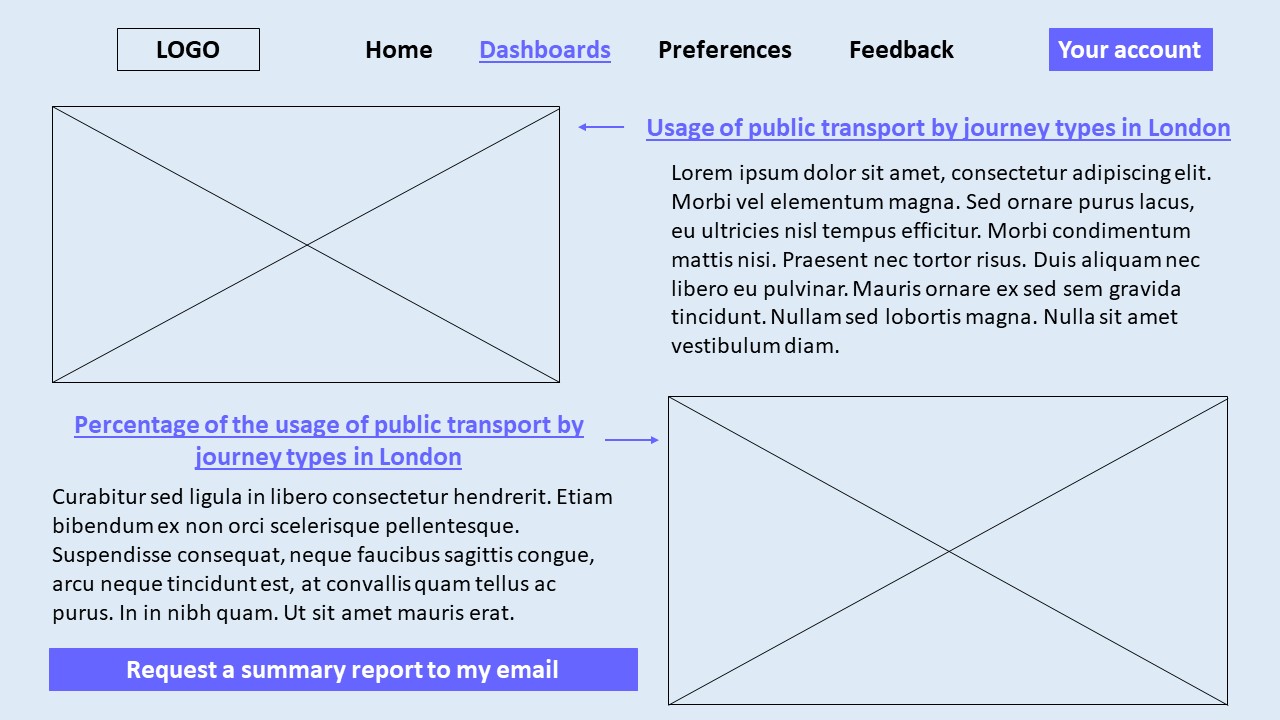 LOGO
Home
Dashboards
Preferences
Feedback
Your account
Usage of public transport by journey types in London
Lorem ipsum dolor sit amet, consectetur adipiscing elit.
Morbi vel elementum magna. Sed ornare purus lacus,
eu ultricies nisl tempus efficitur. Morbi condimentum
mattis nisi. Praesent nec tortor risus. Duis aliquam nec
libero eu pulvinar. Mauris ornare ex sed sem gravida
tincidunt. Nullam sed lobortis magna. Nulla sit amet
vestibulum diam.
Percentage of the usage of public transport by
journey types in London
Curabitur sed ligula in libero consectetur hendrerit. Etiam
bibendum ex non orci scelerisque pellentesque.
Suspendisse consequat, neque faucibus sagittis congue,
arcu neque tincidunt est, at convallis quam tellus ac
purus. In in nibh quam. Ut sit amet mauris erat.
Request a summary report to my email